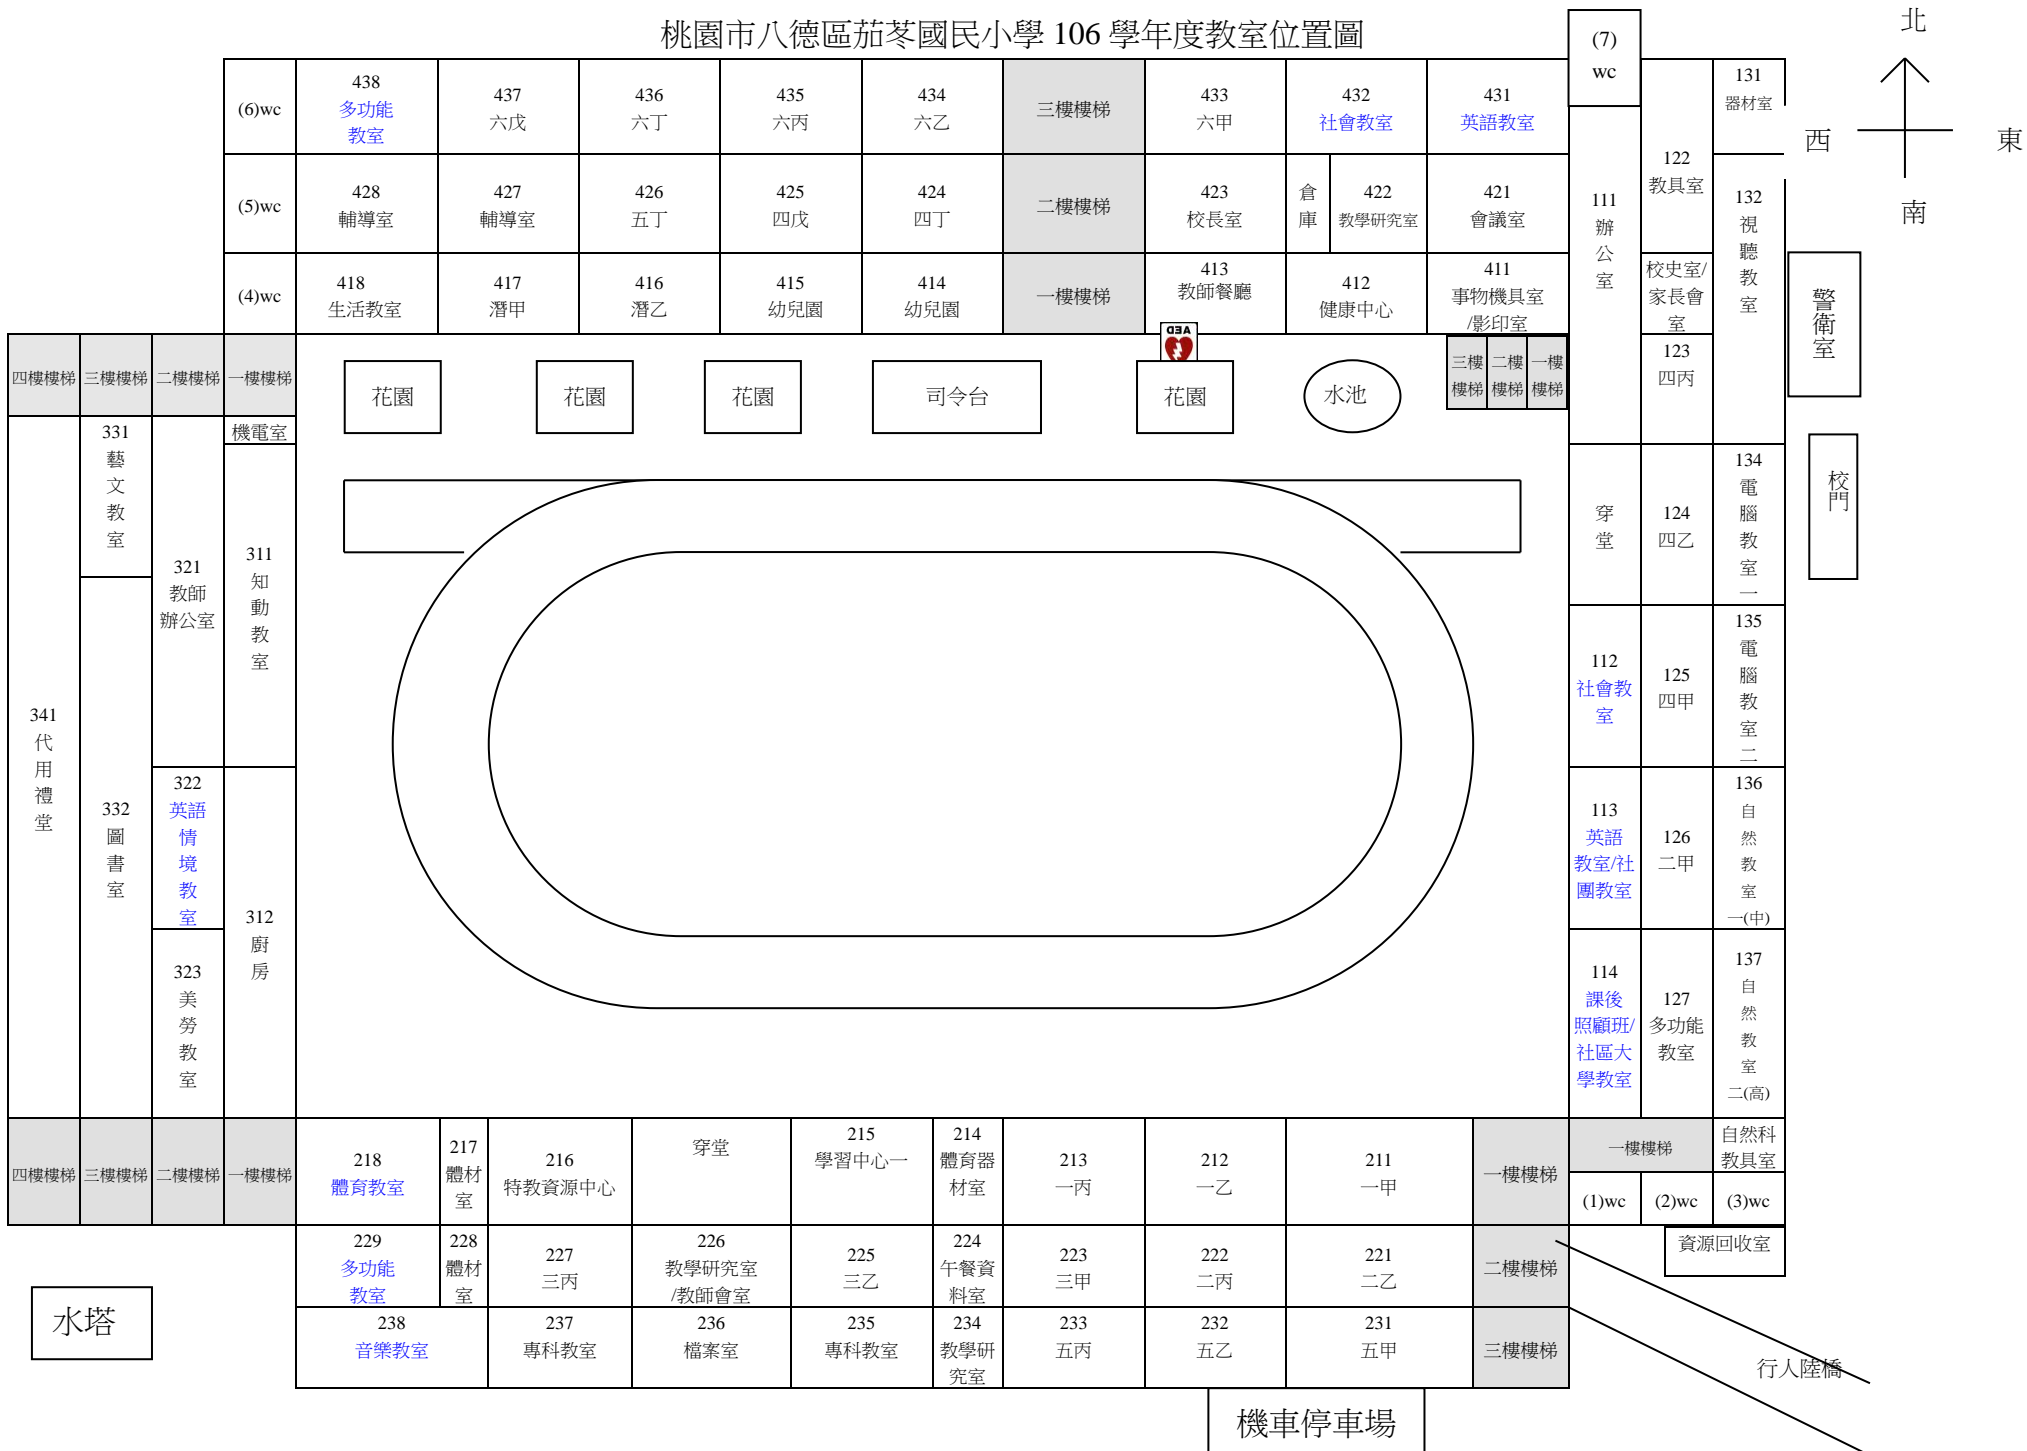 桃園市八德區茄苳國民小學 106 學年度教室位置圖
北
西
東
南
(7)
wc
(6)wc
438
多功能
教室
437
六戊
436
六丁
435
六丙
434
六乙
三樓樓梯
433
六甲
432
社會教室
431
英語教室
(5)wc
428
輔導室
427
輔導室
426
五丁
425
四戊
424
四丁
二樓樓梯
423
校長室
倉
庫
422
教學研究室
421
會議室
(4)wc
418
生活教室
417
潛甲
416
潛乙
415
幼兒園
414
幼兒園
一樓樓梯
413
教師餐廳
412
健康中心
411
事物機具室
/影印室
111
辦
公
室
122
教具室
校史室/
家長會
室
123
四丙
131
器材室
132
視
聽
教
室
警衛室
校門
四樓樓梯
三樓樓梯
二樓樓梯
一樓樓梯
花園
花園
花園
司令台
AED
花園
水池
三樓
樓梯
二樓
樓梯
一樓
樓梯
機電室
331
藝
文
教
室
321
教師
辦公室
311
知
動
教
室
341
代
用
禮
堂
332
圖
書
室
322
英語
情
境
教
室
312
廚
房
323
美
勞
教
室
穿
堂
124
四乙
134
電
腦
教
室
一
112
社會教
室
125
四甲
135
電
腦
教
室
二
113
英語
教室/社
團教室
126
二甲
136
自
然
教
室
一(中)
114
課後
照顧班/
社區大
學教室
127
多功能
教室
137
自
然
教
室
二(高)
四樓樓梯
三樓樓梯
二樓樓梯
一樓樓梯
218
體育教室
217
體材
室
216
特教資源中心
穿堂
215
學習中心一
214
體育器
材室
213
一丙
212
一乙
211
一甲
一樓樓梯
一樓樓梯
自然科
教具室
(1)wc
(2)wc
(3)wc
229
多功能
教室
228
體材
室
227
三丙
226
教學研究室
/教師會室
225
三乙
224
午餐資
料室
223
三甲
222
二丙
221
二乙
二樓樓梯
資源回收室
238
音樂教室
237
專科教室
236
檔案室
235
專科教室
234
教學研
究室
233
五丙
232
五乙
231
五甲
三樓樓梯
水塔
行人陸橋
機車停車場